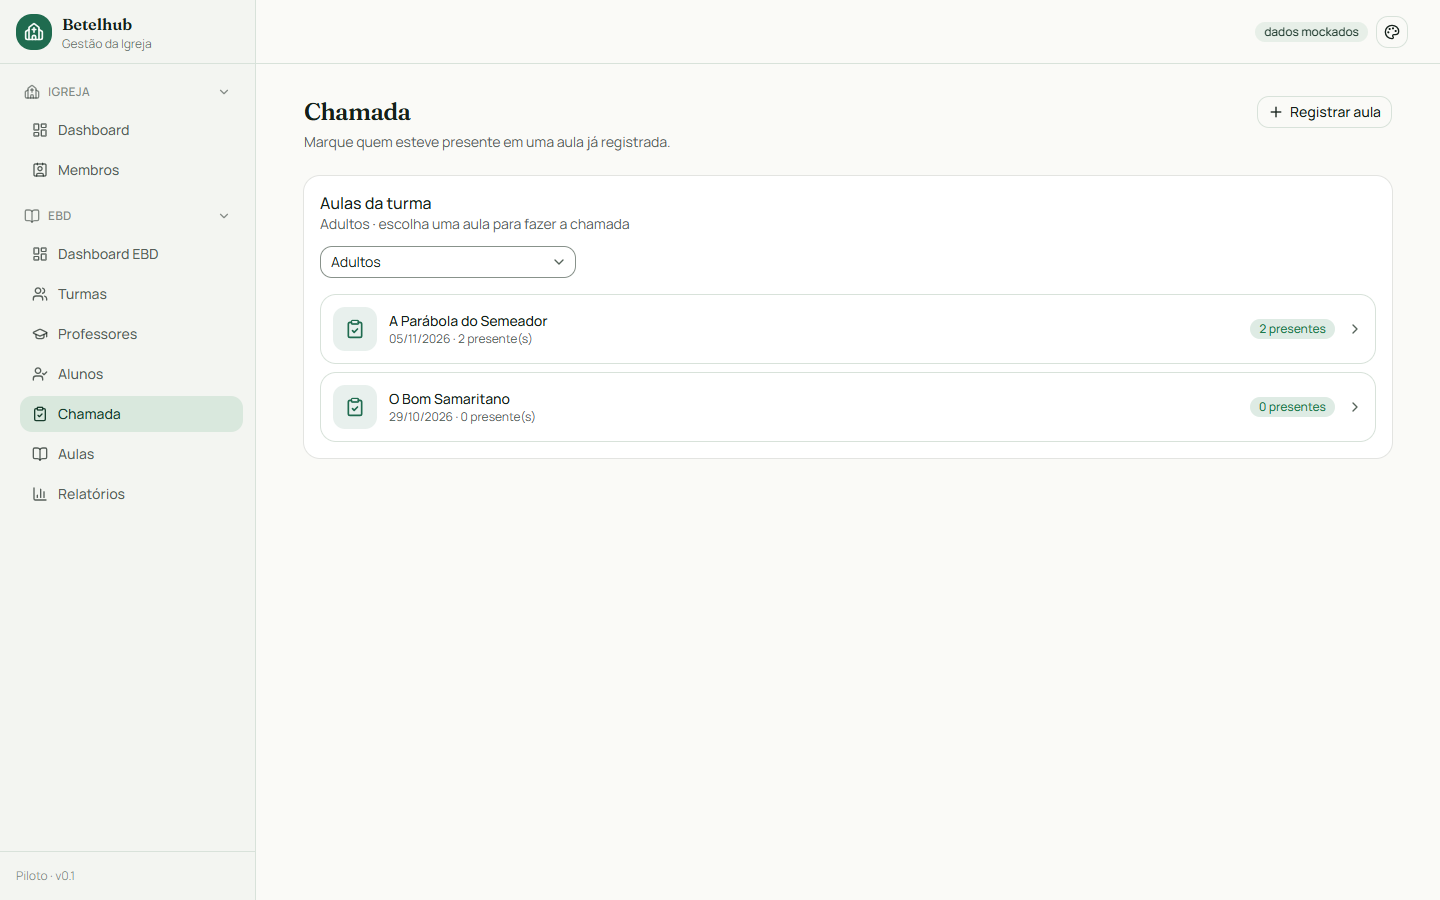 Betelhub
Gestão da Igreja
dados mockados
IGREJA
Dashboard
Membros
EBD
Dashboard EBD
Turmas
Professores
Alunos
Chamada
Aulas
Relatórios
Piloto · v0.1
Chamada
Marque quem esteve presente em uma aula já registrada.
Registrar aula
Aulas da turma
Adultos · escolha uma aula para fazer a chamada
Adultos
A Parábola do Semeador
05/11/2026 · 2 presente(s)
2 presentes
O Bom Samaritano
29/10/2026 · 0 presente(s)
0 presentes